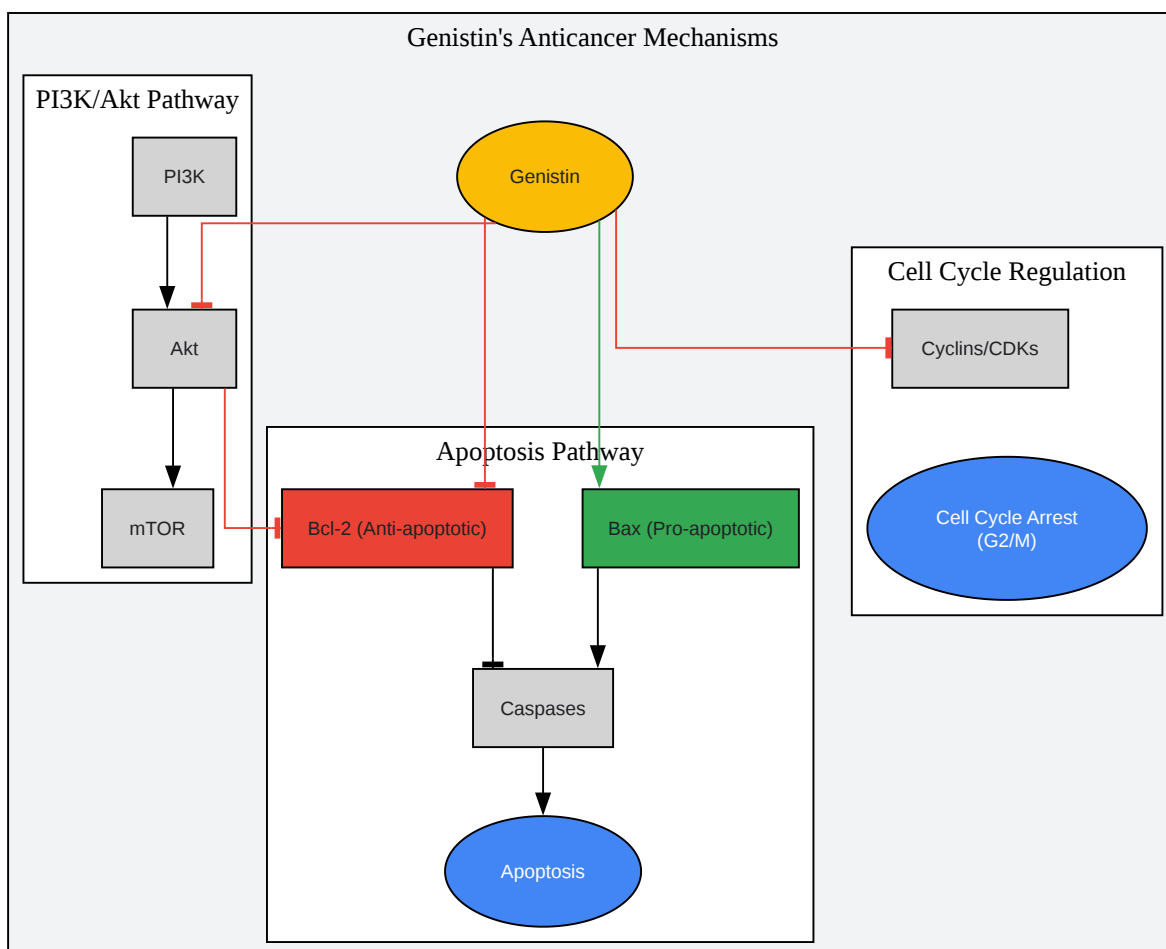 Genistin's Anticancer Mechanisms
PI3K/Akt Pathway
PI3K
Genistin
Cell Cycle Regulation
Akt
Cyclins/CDKs
Apoptosis Pathway
mTOR
Bcl-2 (Anti-apoptotic)
Bax (Pro-apoptotic)
Cell Cycle Arrest
(G2/M)
Caspases
Apoptosis